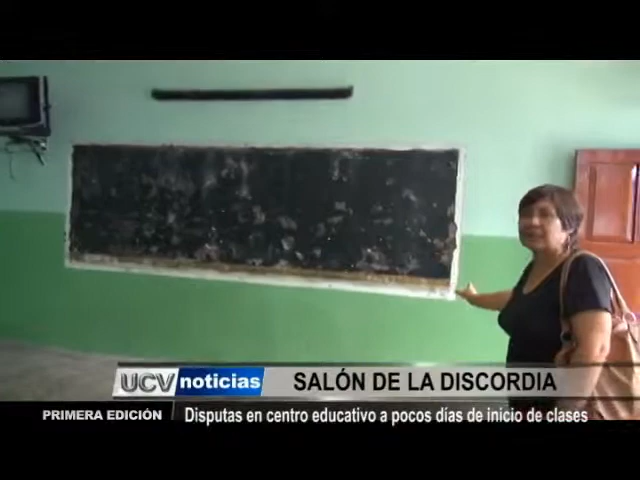 UCV noticias
SALÓN DE LA DISCORDIA
PRIMERA EDICIÓN
Disputas en centro educativo a pocos días de inicio de clases